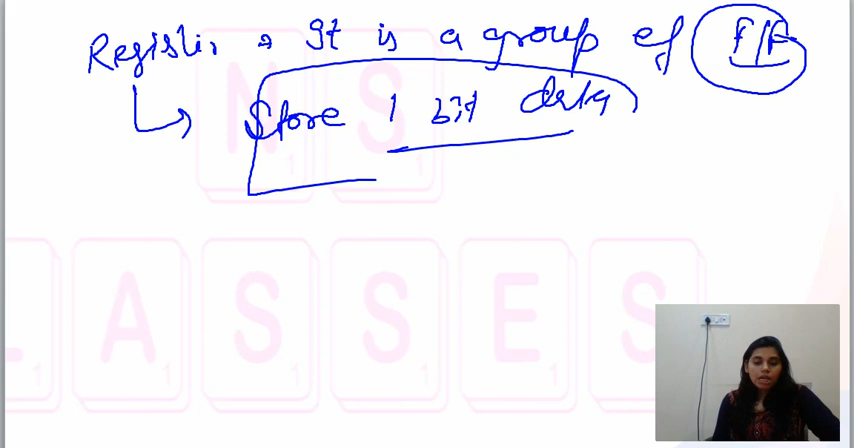 Register → It is a group of F/F
↳ Store 1 bit data
N S
L A S S E S